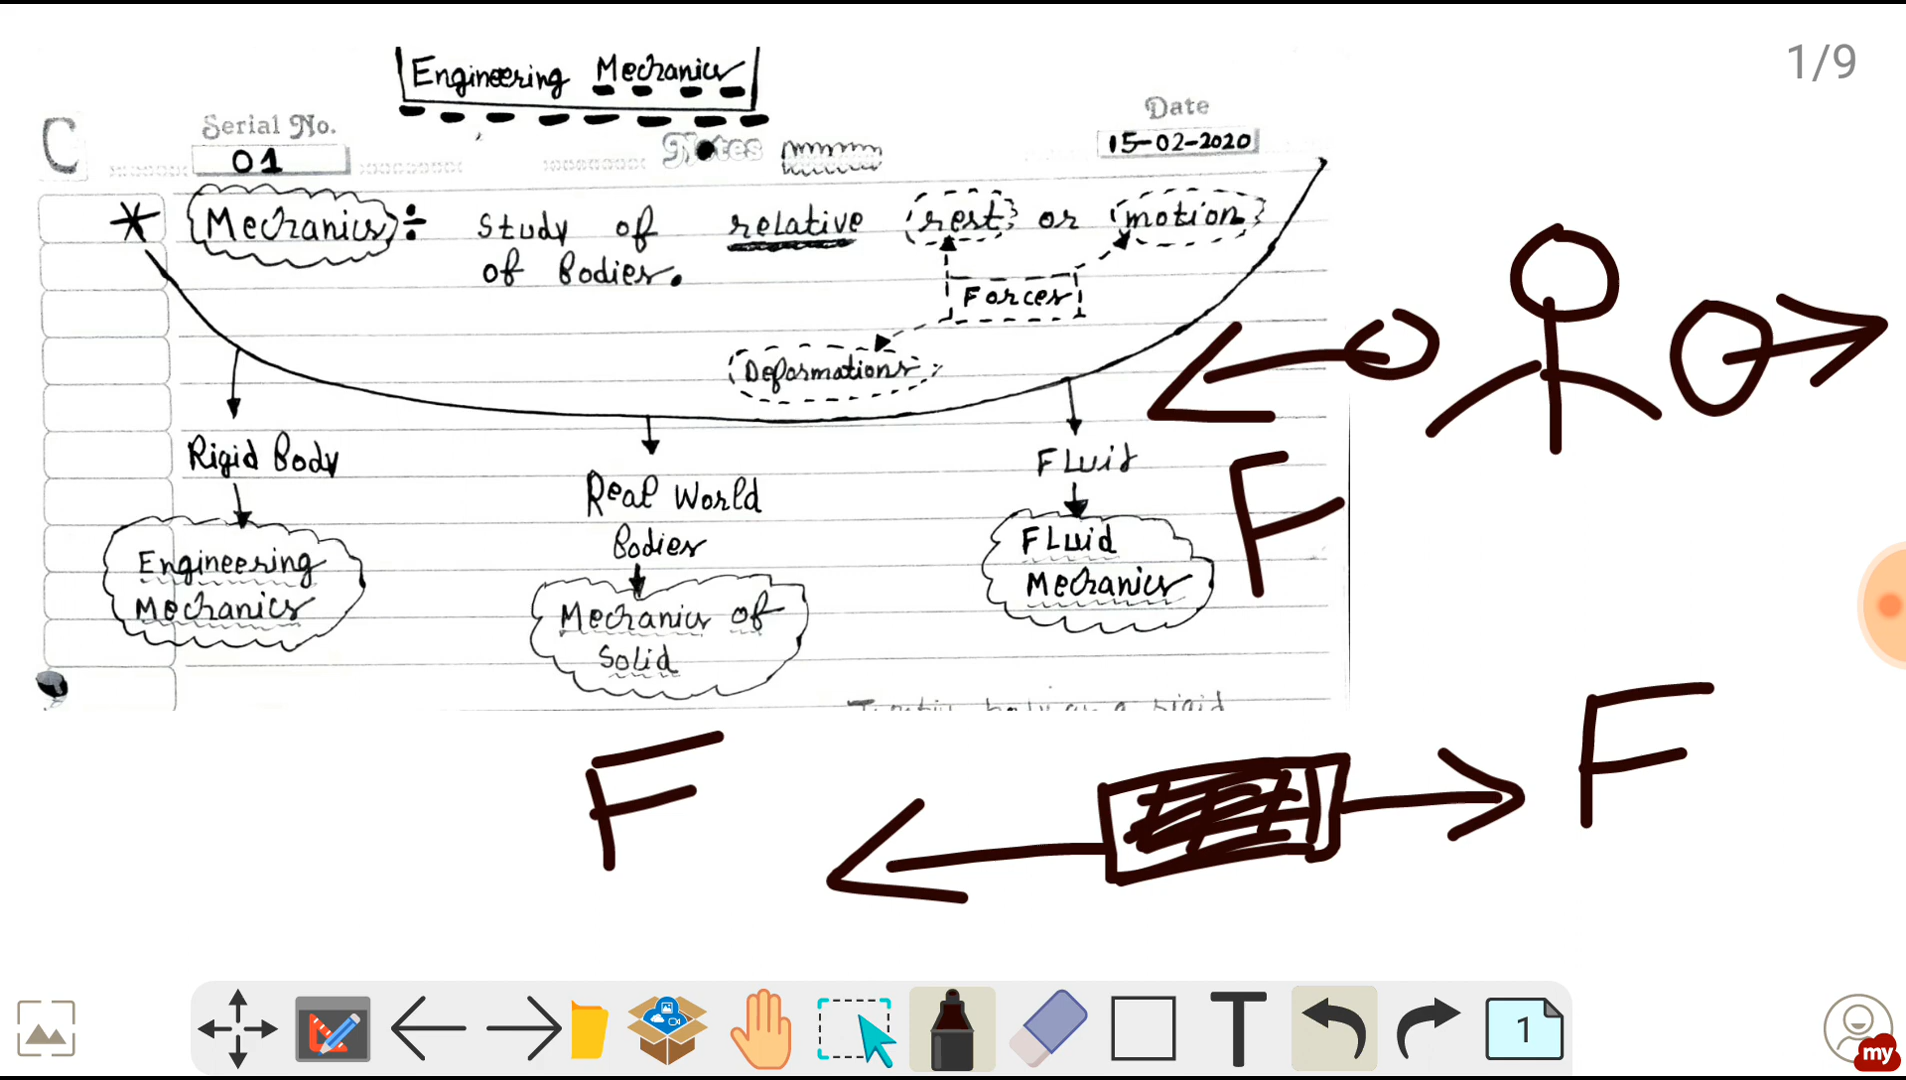 Engineering Mechanics
1/9
Date
Serial No.
01
Notes
15-02-2020
C
* Mechanics ÷ Study of relative rest or motion
of bodies.
Forces
Deformations
Rigid Body
Real World
Bodies
FLuid
Engineering
Mechanics
Mechanics of
Solid
FLuid
Mechanics
F
F
F
T
1
my